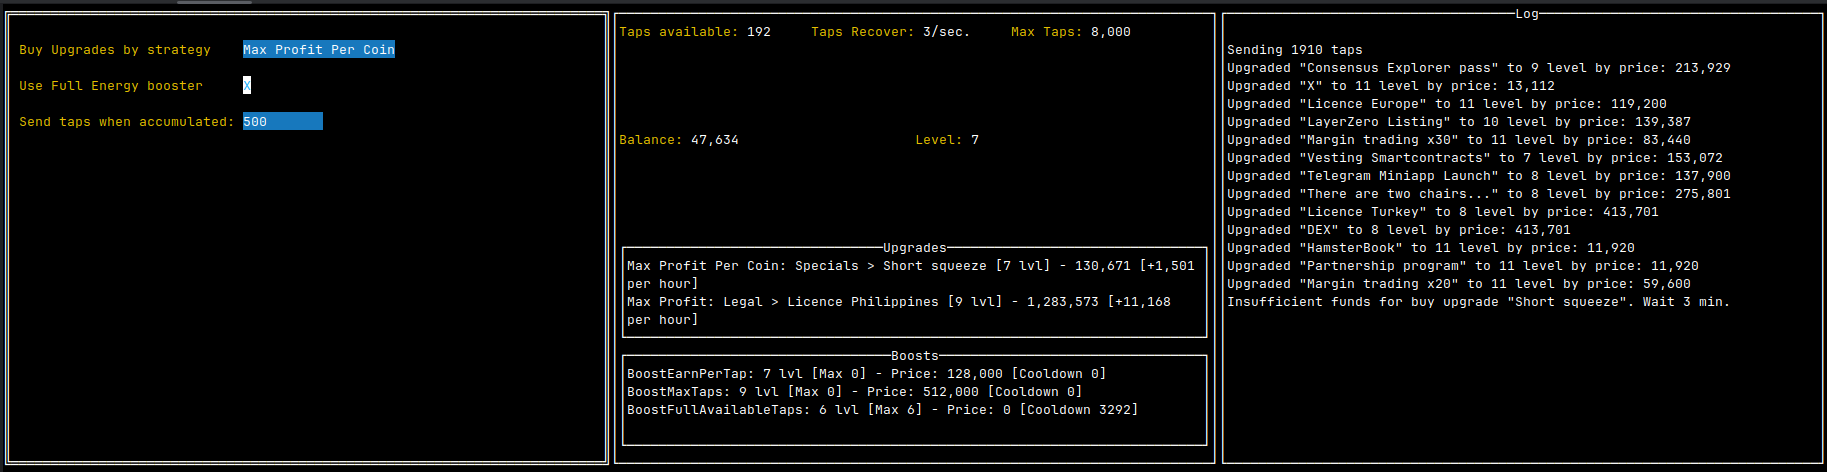 Buy Upgrades by strategy Max Profit Per Coin
Use Full Energy booster X
Send taps when accumulated: 500
Taps available: 192 Taps Recover: 3/sec. Max Taps: 8,000
Balance: 47,634 Level: 7
Upgrades
Max Profit Per Coin: Specials > Short squeeze [7 lvl] - 130,671 [+1,501
per hour]
Max Profit: Legal > Licence Philippines [9 lvl] - 1,283,573 [+11,168
per hour]
Boosts
BoostEarnPerTap: 7 lvl [Max 0] - Price: 128,000 [Cooldown 0]
BoostMaxTaps: 9 lvl [Max 0] - Price: 512,000 [Cooldown 0]
BoostFullAvailableTaps: 6 lvl [Max 6] - Price: 0 [Cooldown 3292]
Log
Sending 1910 taps
Upgraded "Consensus Explorer pass" to 9 level by price: 213,929
Upgraded "X" to 11 level by price: 13,112
Upgraded "Licence Europe" to 11 level by price: 119,200
Upgraded "LayerZero Listing" to 10 level by price: 139,387
Upgraded "Margin trading x30" to 11 level by price: 83,440
Upgraded "Vesting Smartcontracts" to 7 level by price: 153,072
Upgraded "Telegram Miniapp Launch" to 8 level by price: 137,900
Upgraded "There are two chairs..." to 8 level by price: 275,801
Upgraded "Licence Turkey" to 8 level by price: 413,701
Upgraded "DEX" to 8 level by price: 413,701
Upgraded "HamsterBook" to 11 level by price: 11,920
Upgraded "Partnership program" to 11 level by price: 11,920
Upgraded "Margin trading x20" to 11 level by price: 59,600
Insufficient funds for buy upgrade "Short squeeze". Wait 3 min.